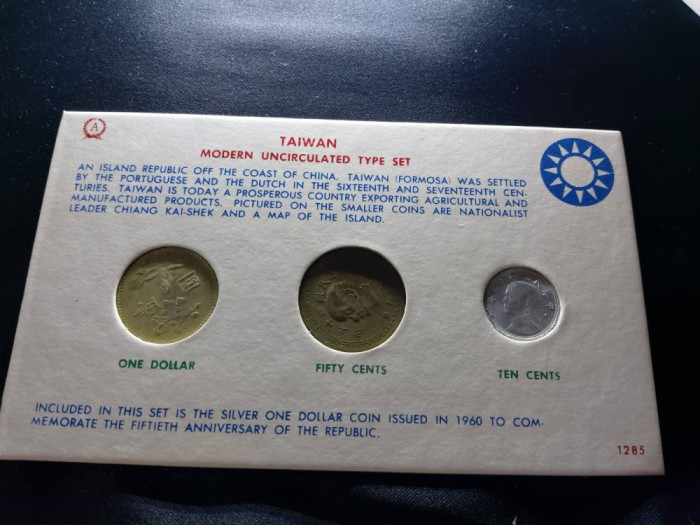 A
TAIWAN
MODERN UNCIRCULATED TYPE SET
AN ISLAND REPUBLIC OFF THE COAST OF CHINA. TAIWAN (FORMOSA) WAS SETTLED
BY THE PORTUGUESE AND THE DUTCH IN THE SIXTEENTH AND SEVENTEENTH CEN-
TURIES. TAIWAN IS TODAY A PROSPEROUS COUNTRY EXPORTING AGRICULTURAL AND
MANUFACTURED PRODUCTS. PICTURED ON THE SMALLER COINS ARE NATIONALIST
LEADER CHIANG KAI-SHEK AND A MAP OF THE ISLAND.
圓
ONE DOLLAR
FIFTY CENTS
TEN CENTS
INCLUDED IN THIS SET IS THE SILVER ONE DOLLAR COIN ISSUED IN 1960 TO COM-
MEMORATE THE FIFTIETH ANNIVERSARY OF THE REPUBLIC.
1285